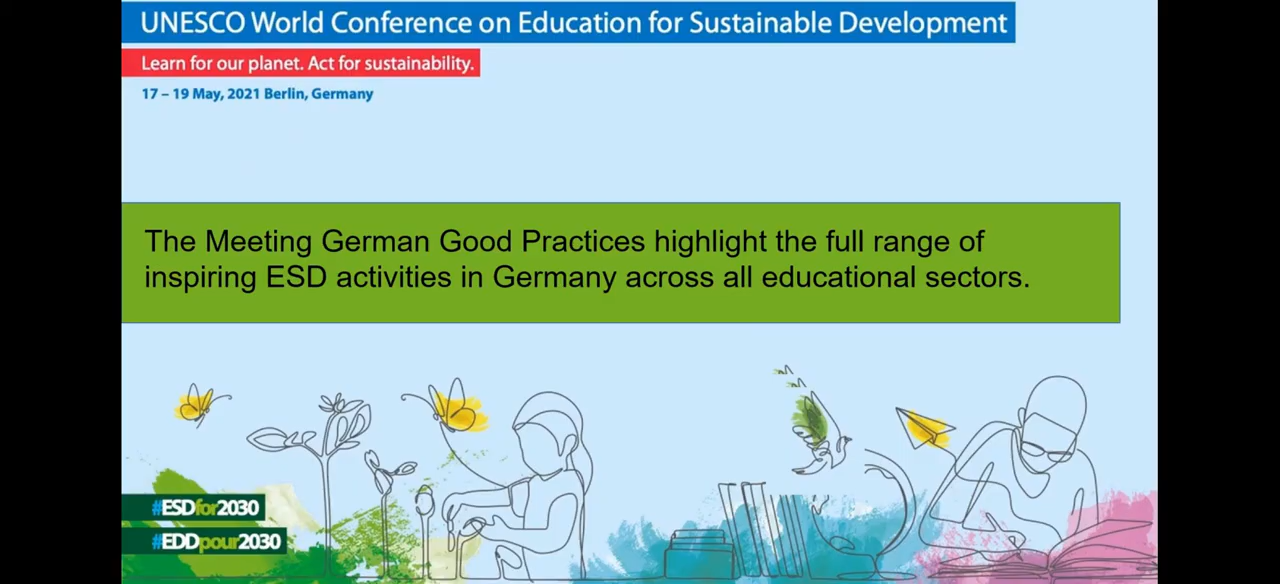 UNESCO World Conference on Education for Sustainable Development
Learn for our planet. Act for sustainability.
17 – 19 May, 2021 Berlin, Germany
The Meeting German Good Practices highlight the full range of
inspiring ESD activities in Germany across all educational sectors.
#ESDfor2030
#EDDpour2030